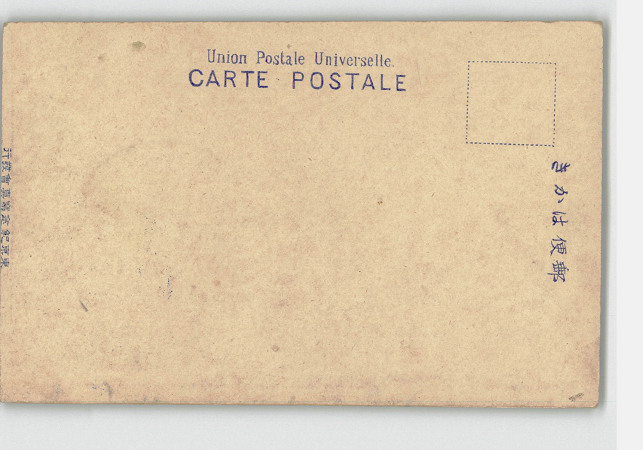 Union Postale Universelle.
CARTE POSTALE
郵便はかき